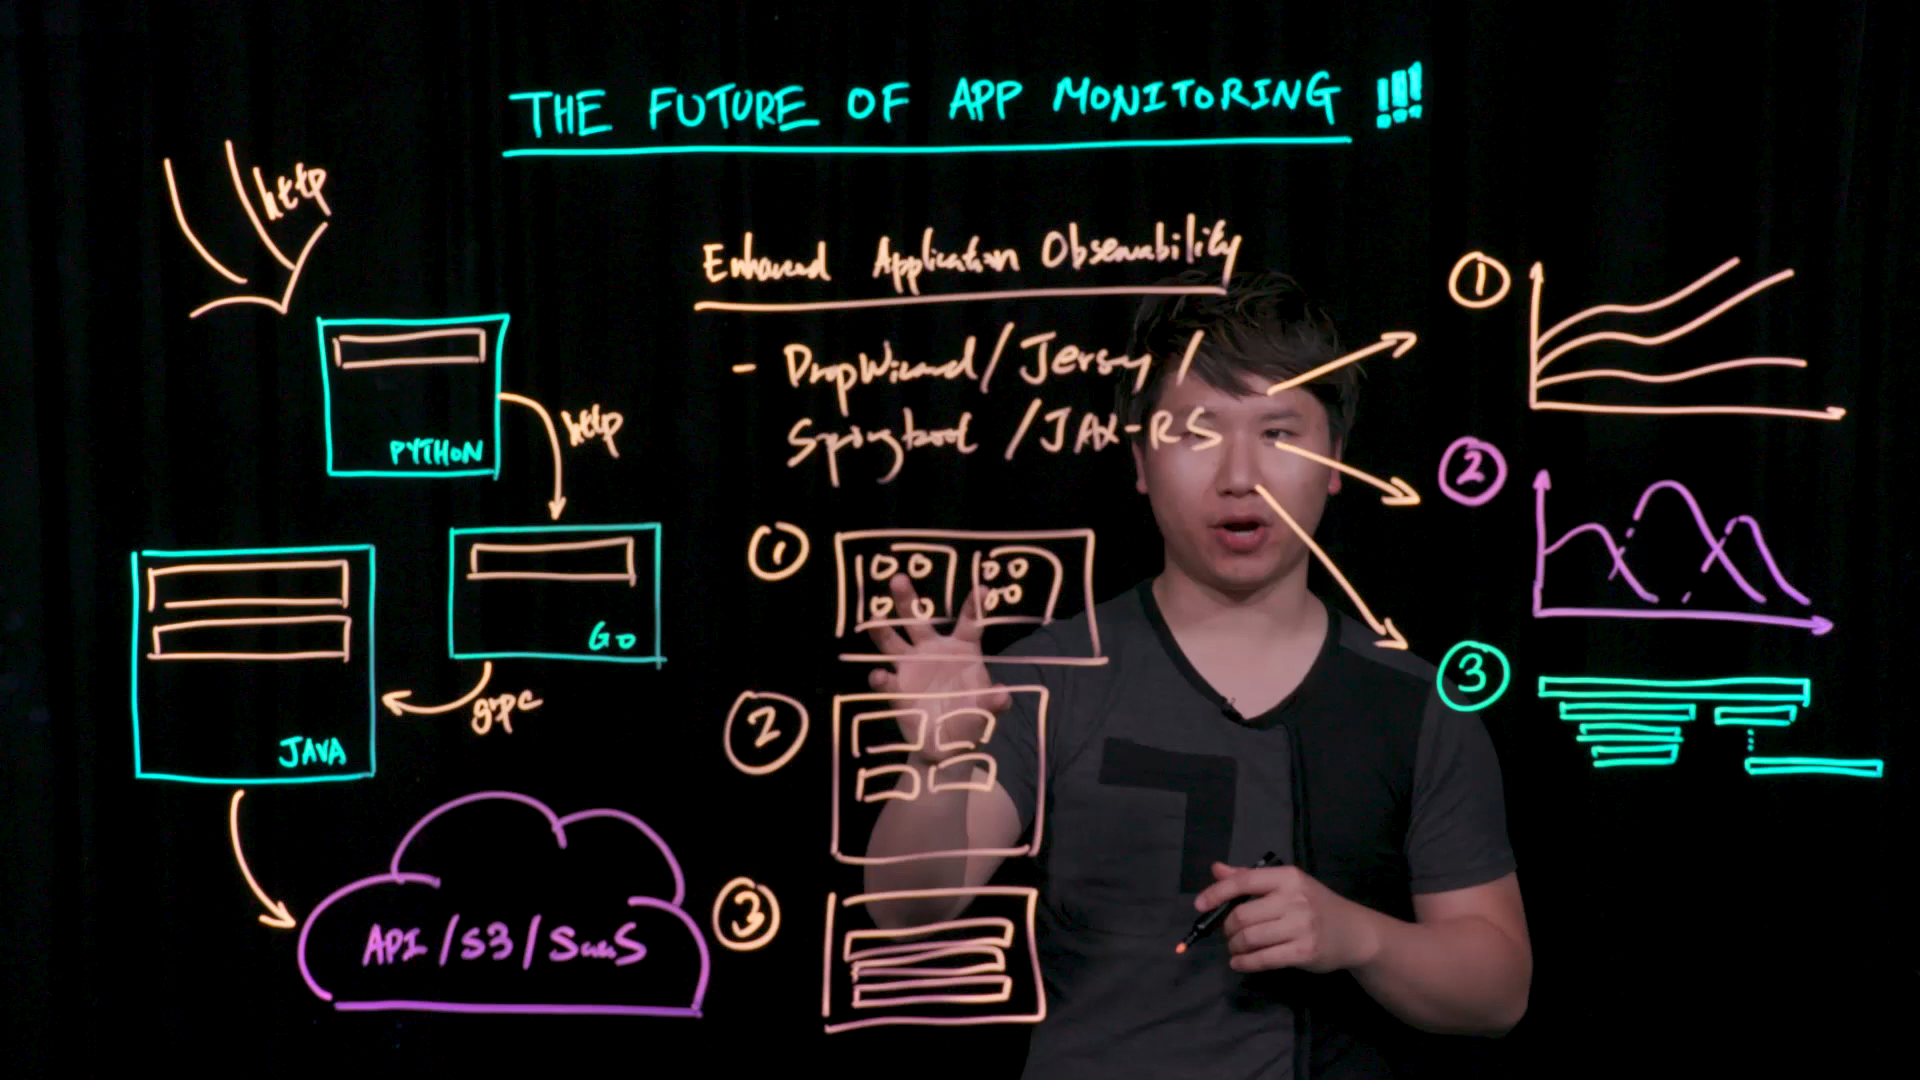 THE FUTURE OF APP MONITORING !!!
http
PYTHON
http
GO
grpc
JAVA
API/S3/SaaS
Enhanced Application Observability
- DropWizard/Jersy/
Springboot/JAX-RS
1
2
3
1
2
3